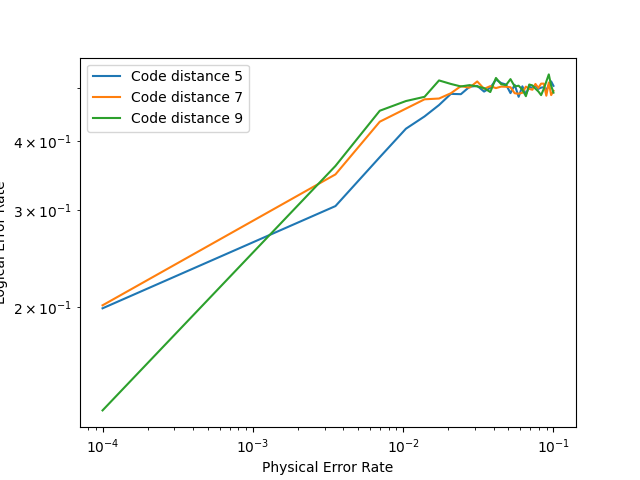 Code distance 5
Code distance 7
Code distance 9
4 × 10⁻¹
3 × 10⁻¹
2 × 10⁻¹
10⁻⁴
10⁻³
10⁻²
10⁻¹
Physical Error Rate
Logical Error Rate